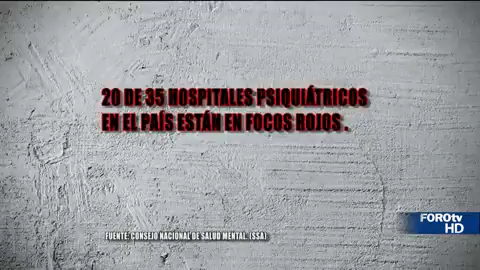 20 DE 35 HOSPITALES PSIQUIÁTRICOS
EN EL PAÍS ESTÁN EN FOCOS ROJOS .
FUENTE: CONSEJO NACIONAL DE SALUD MENTAL. (SSA)
FOROtv
HD